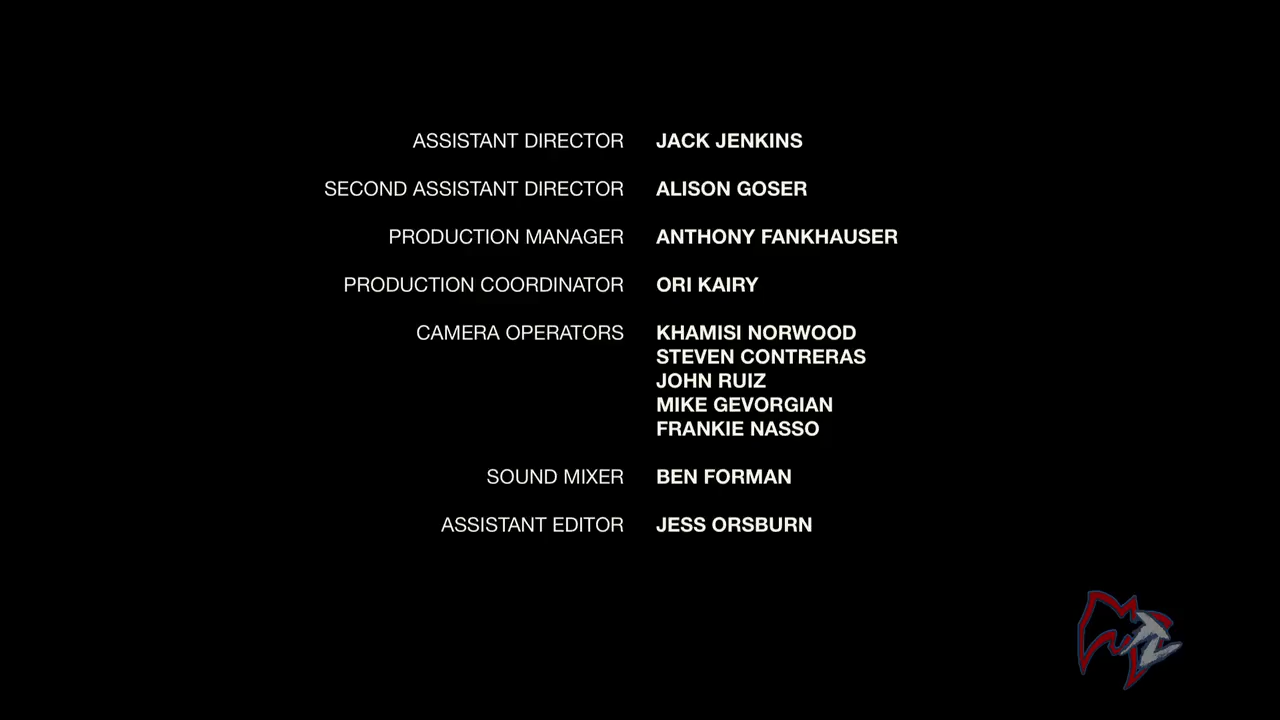 ASSISTANT DIRECTOR JACK JENKINS
SECOND ASSISTANT DIRECTOR ALISON GOSER
PRODUCTION MANAGER ANTHONY FANKHAUSER
PRODUCTION COORDINATOR ORI KAIRY
CAMERA OPERATORS KHAMISI NORWOOD
STEVEN CONTRERAS
JOHN RUIZ
MIKE GEVORGIAN
FRANKIE NASSO
SOUND MIXER BEN FORMAN
ASSISTANT EDITOR JESS ORSBURN